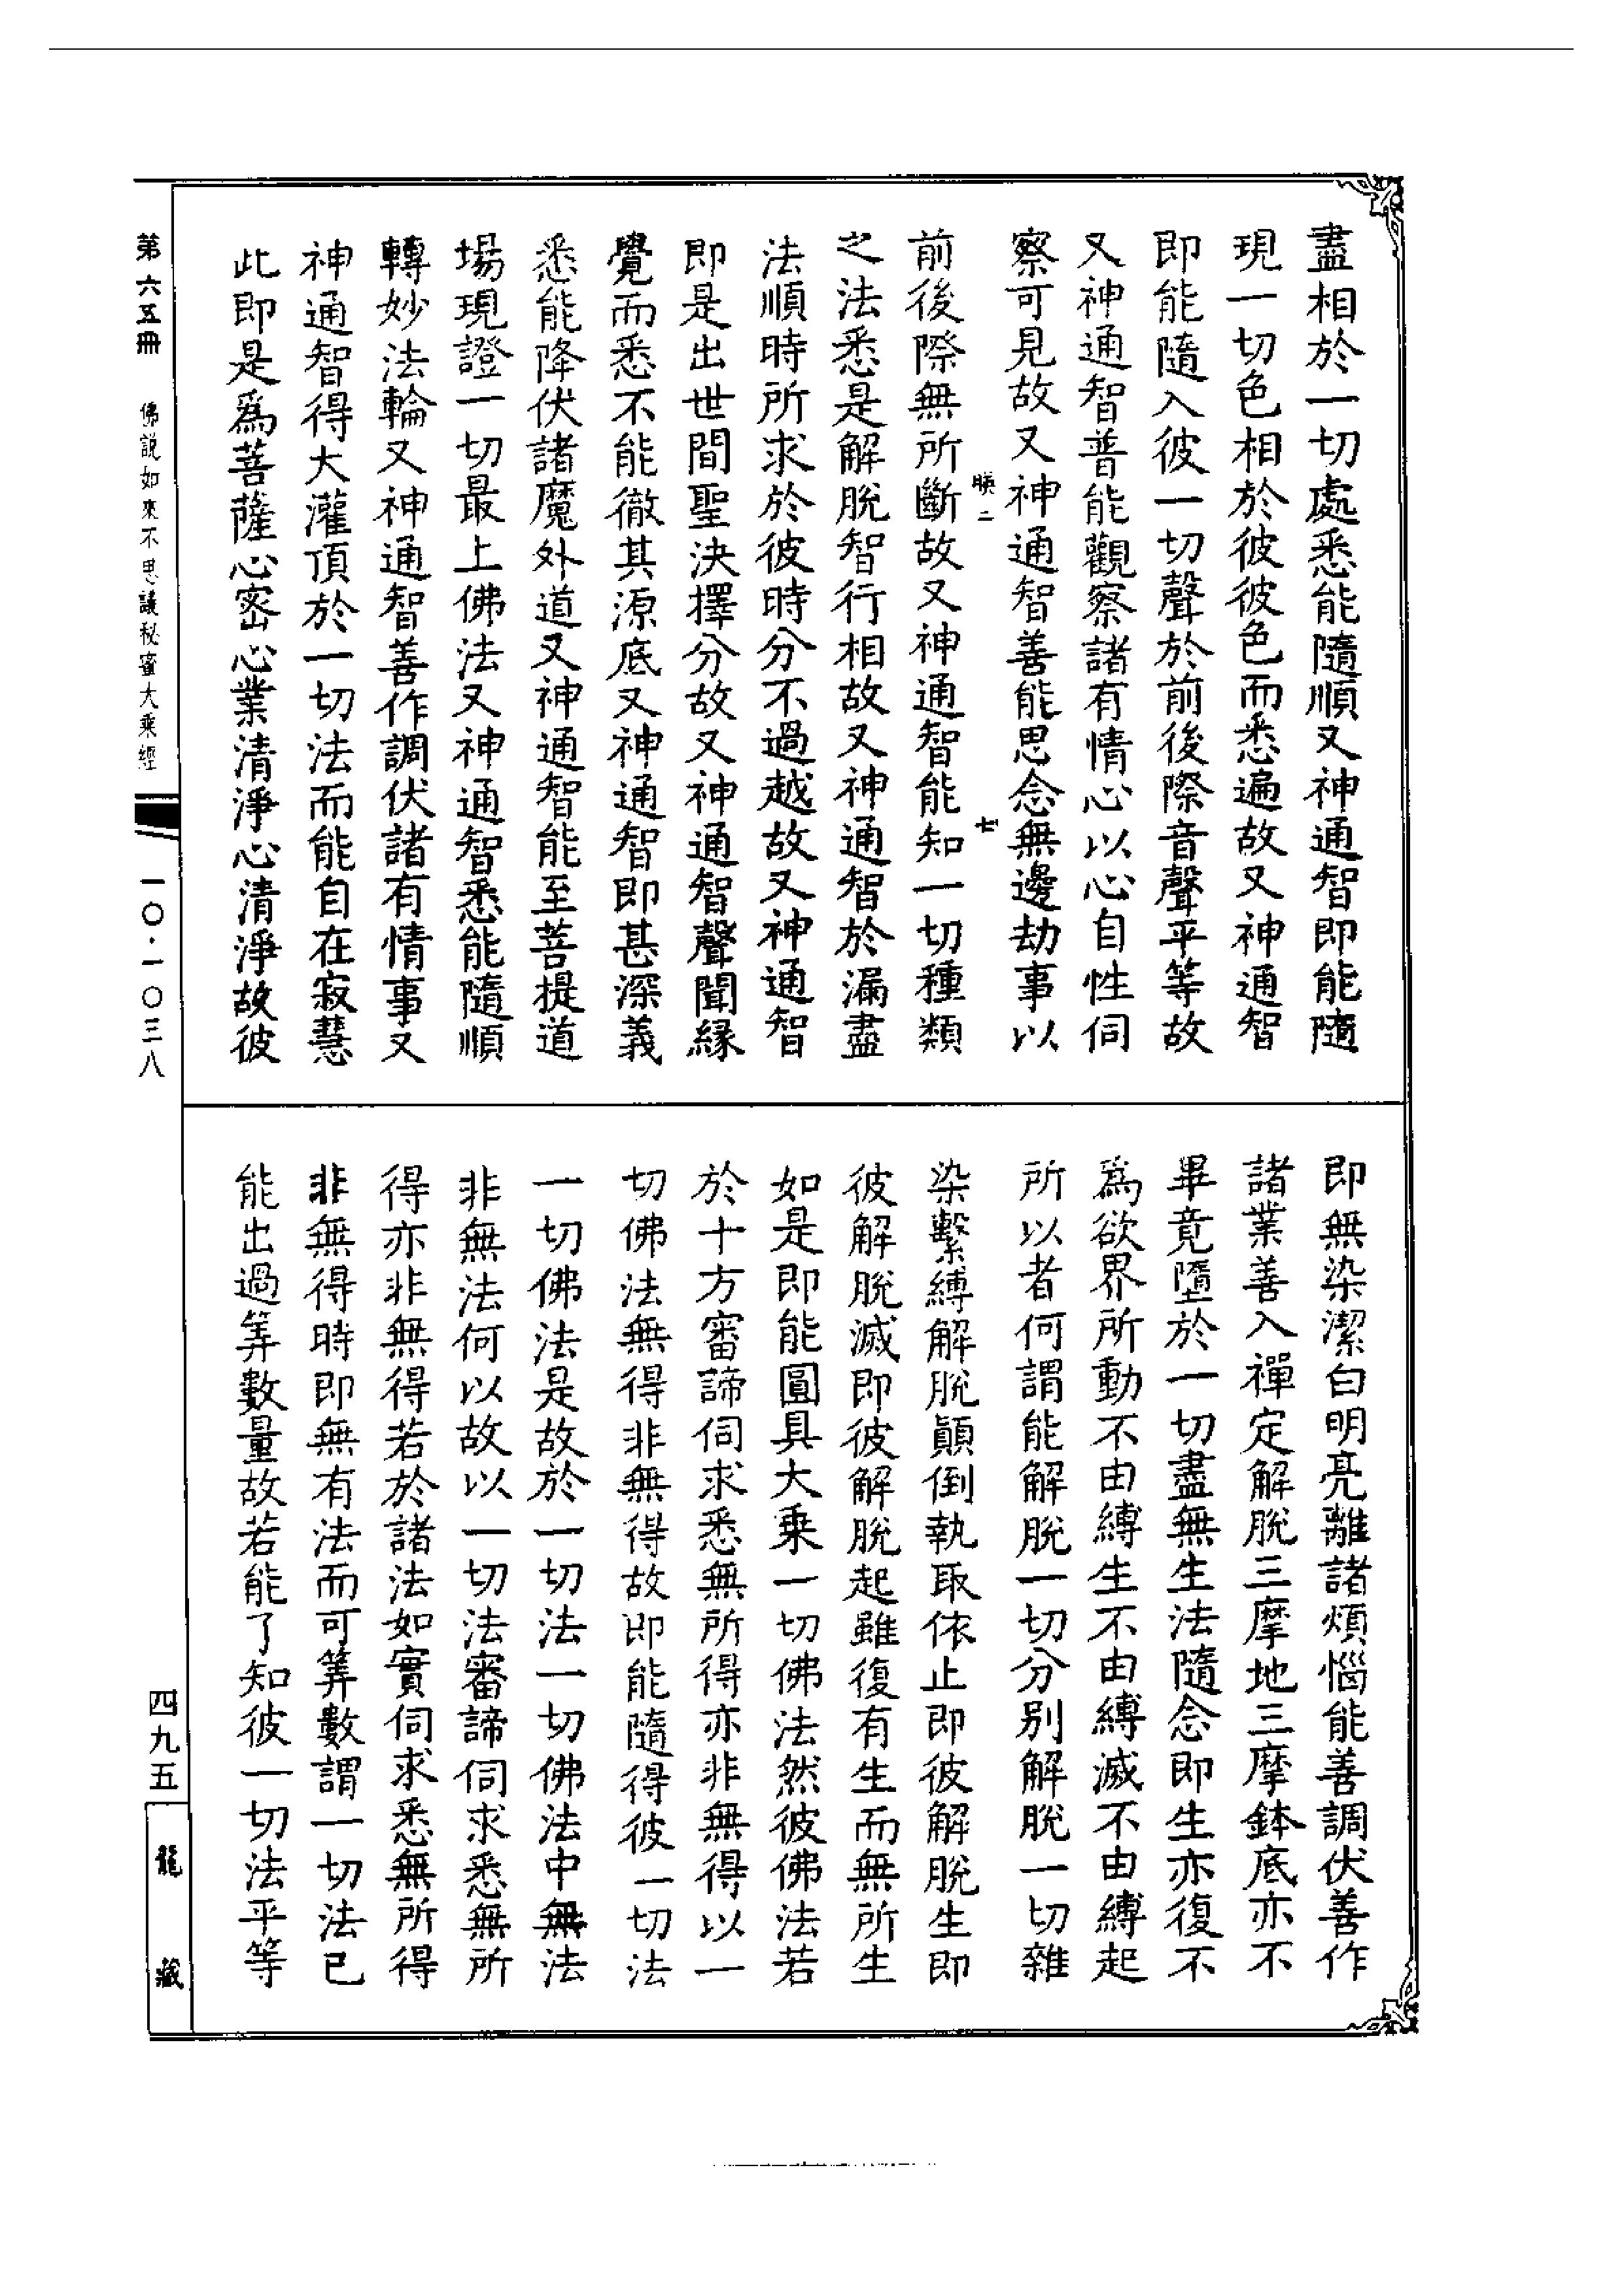 盡相於一切處悉能隨順又神通智即能隨
現一切色相於彼彼色而悉遍故又神通智
即能隨入彼一切聲於前後際音聲平等故
又神通智普能觀察諸有情心以心自性伺
察可見故又神通智善能思念無邊劫事以
前後際無所斷故又神通智能知一切種類
之法悉是解脫智行相故又神通智於漏盡
法順時所求於彼時分不過越故又神通智
即是出世間聖決擇分故又神通智聲聞緣
覺而悉不能徹其源底又神通智即甚深義
悉能降伏諸魔外道又神通智能至菩提道
場現證一切最上佛法又神通智悉能隨順
轉妙法輪又神通智善作調伏諸有情事又
神通智得大灌頂於一切法而能自在寂慧
此即是爲菩薩心密心業清淨心清淨故彼
即無染潔白明亮離諸煩惱能善調伏善作
諸業善入禪定解脫三摩地三摩鉢底亦不
畢竟墮於一切盡無生法隨念即生亦復不
爲欲界所動不由縛生不由縛滅不由縛起
所以者何謂能解脫一切分別解脫一切雜
染繫縛解脫顛倒執取依止即彼解脫生即
彼解脫滅即彼解脫起雖復有生而無所生
如是即能圓具大乘一切佛法然彼佛法若
於十方審諦伺求悉無所得亦非無得以一
切佛法無得非無得故即能隨得彼一切法
一切佛法是故於一切法一切佛法中無法
非無法何以故以一切法審諦伺求悉無所
得亦非無得若於諸法如實伺求悉無所得
非無得時即無有法而可筭數謂一切法已
能出過筭數量故若能了知彼一切法平等
二
七
第六五冊
佛説如來不思議秘蜜大乘經
一〇·一〇三八
四九五
龍藏